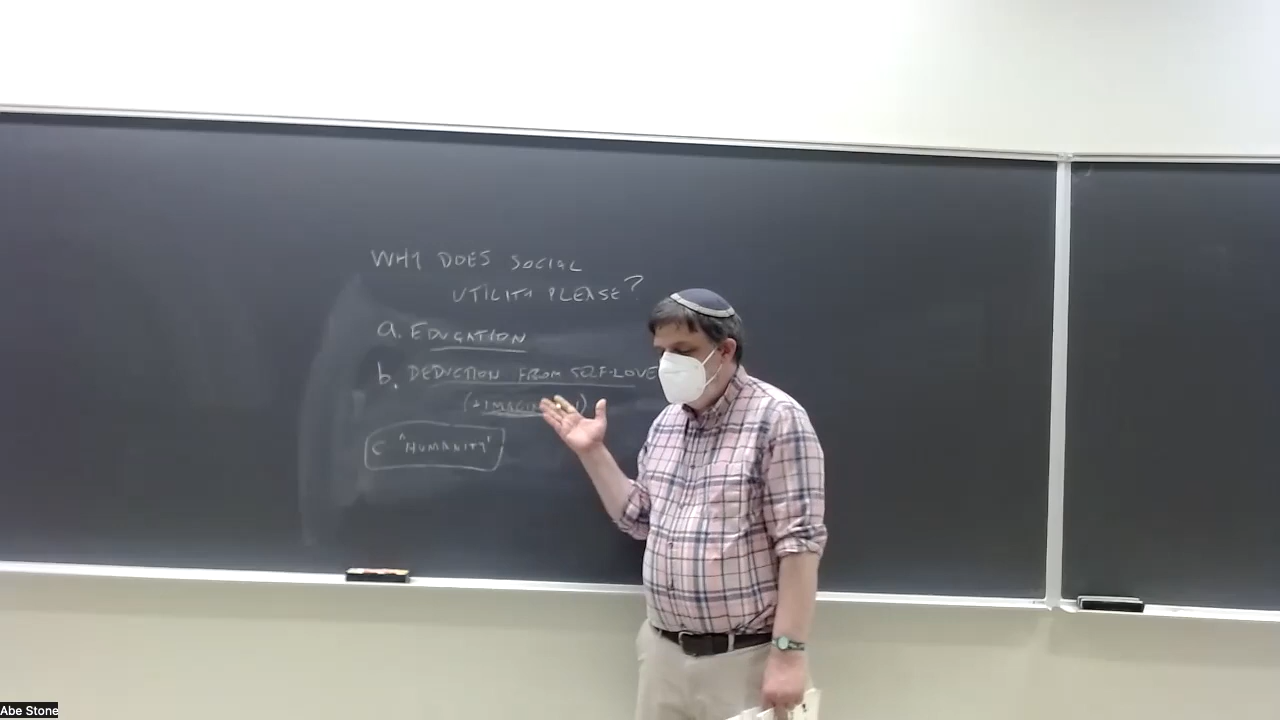 WHY DOES SOCIAL
UTILITY PLEASE?
a. EDUCATION
b. DEDUCTION FROM SELF-LOVE
C "HUMANITY"
Abe Stone